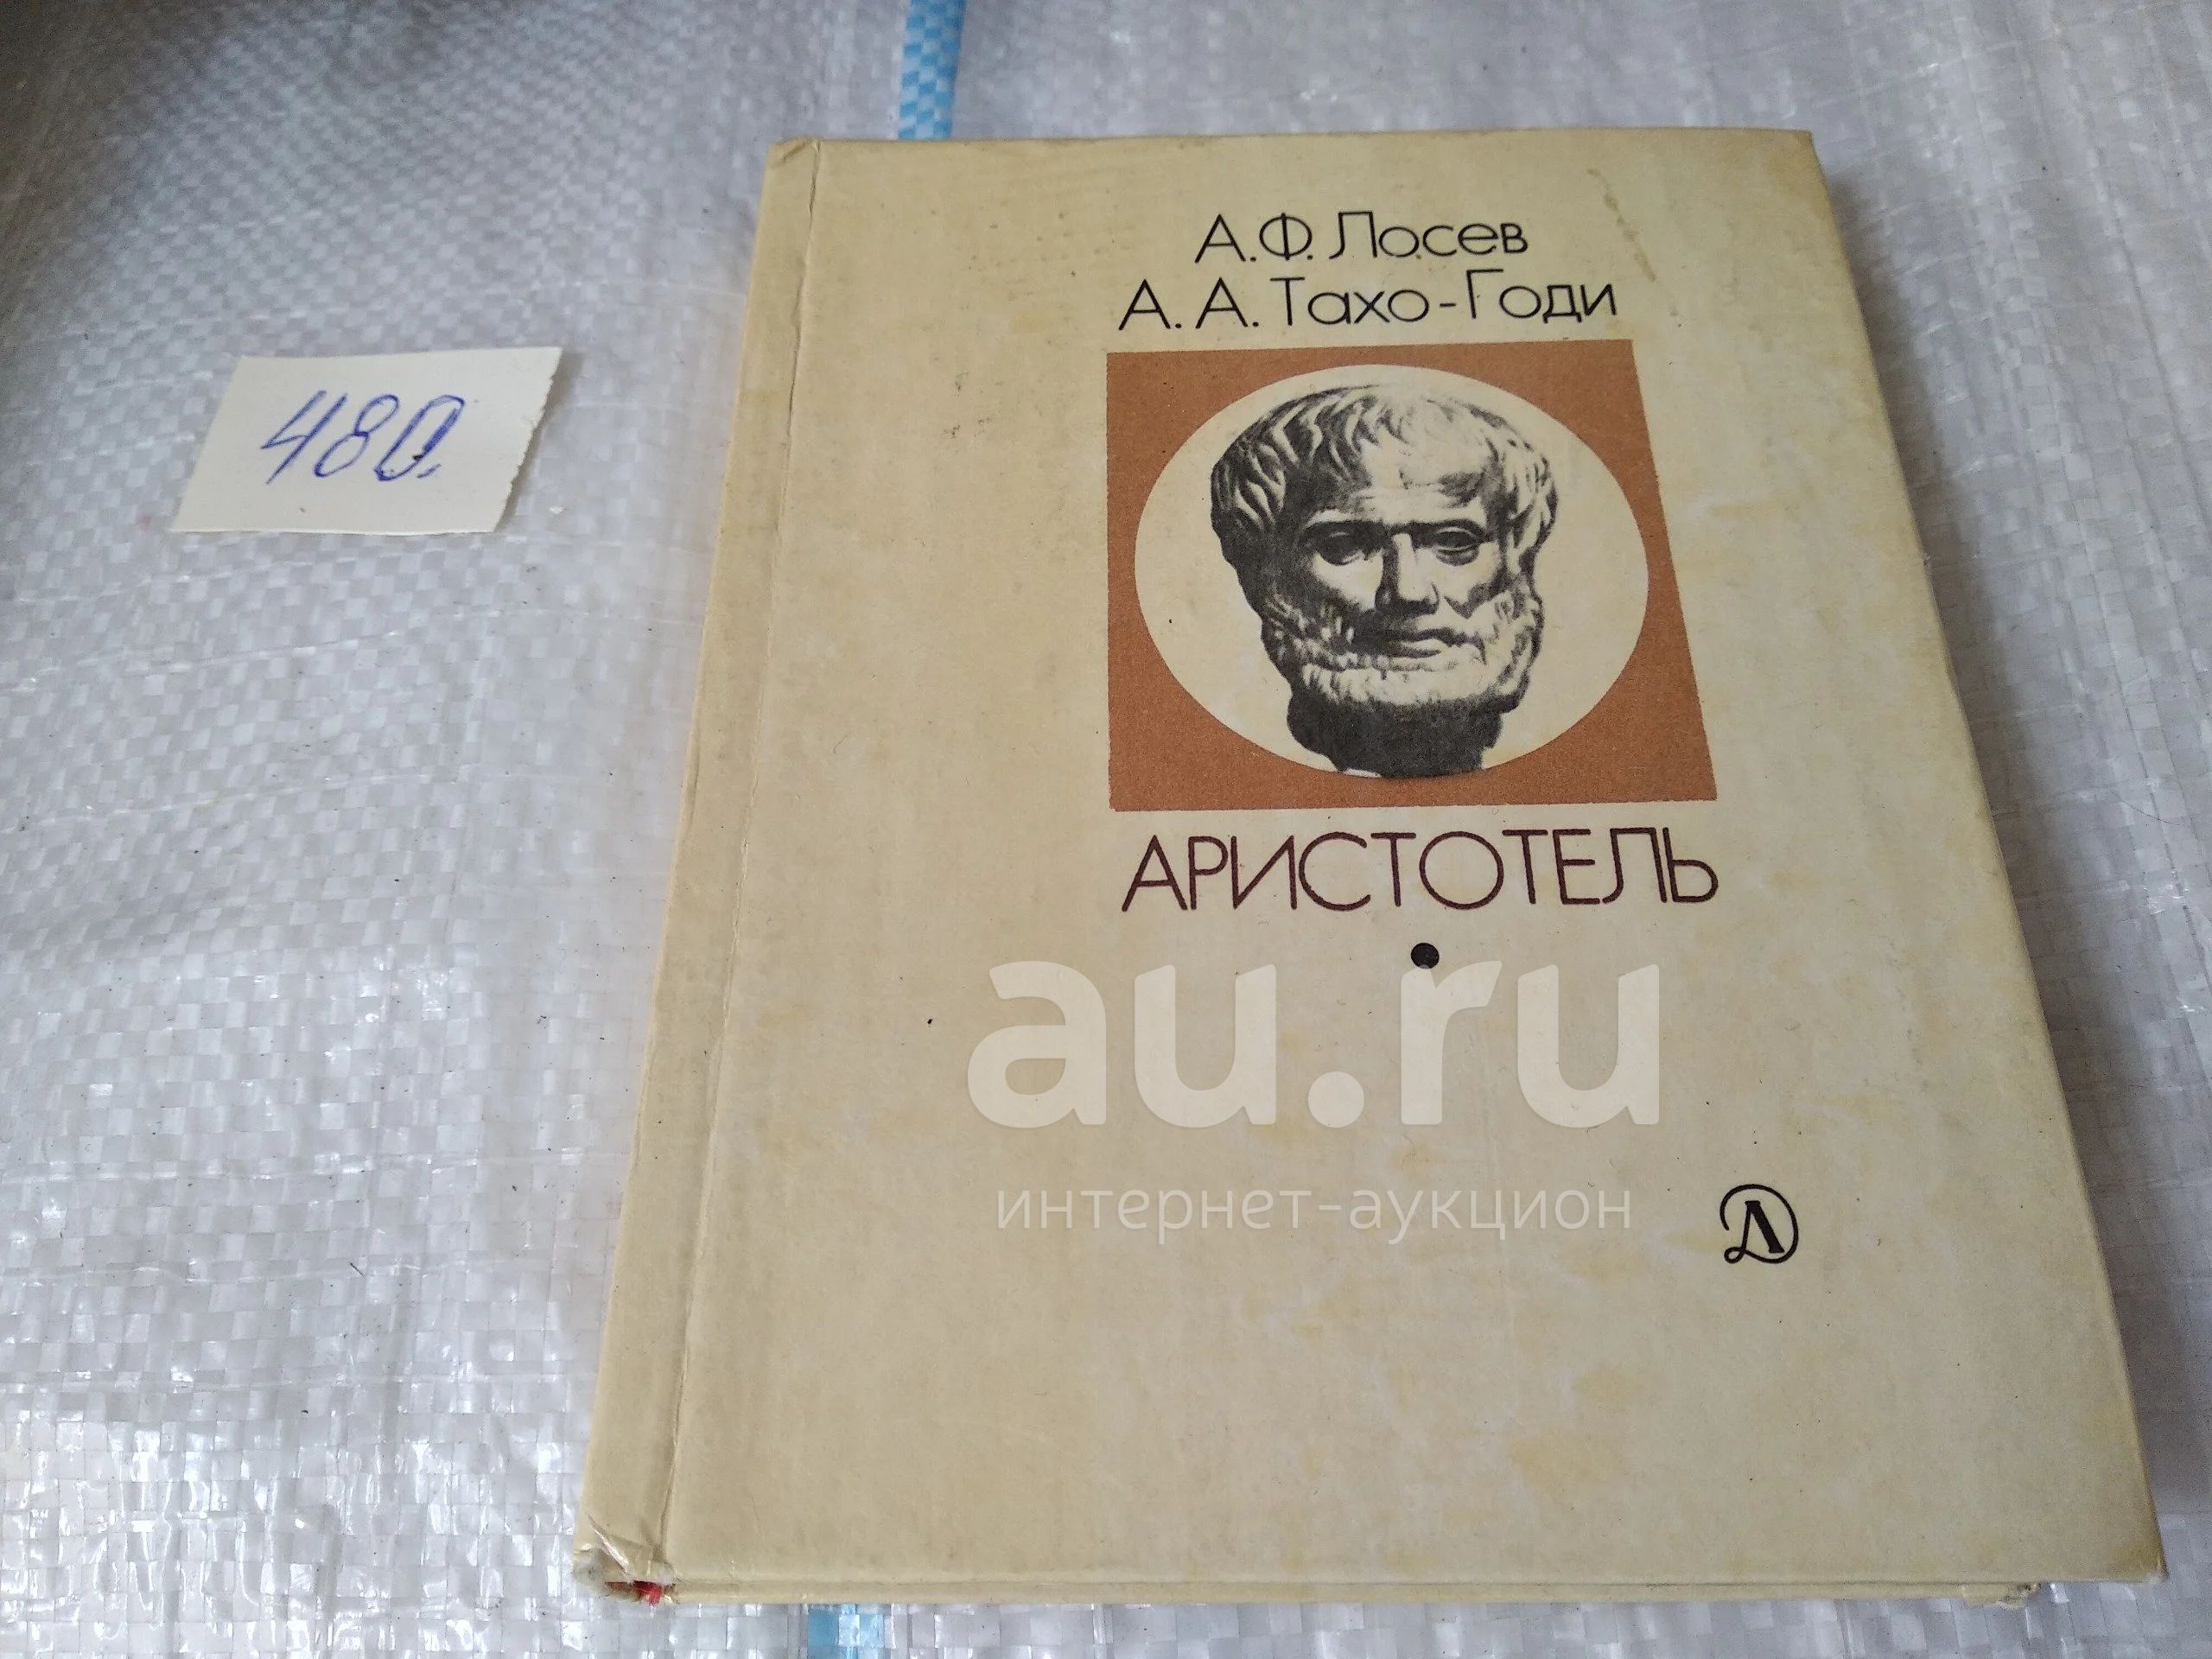 А.Ф. Лосев
А. А. Тахо-Годи
480.
АРИСТОТЕЛЬ
au.ru
интернет-аукцион